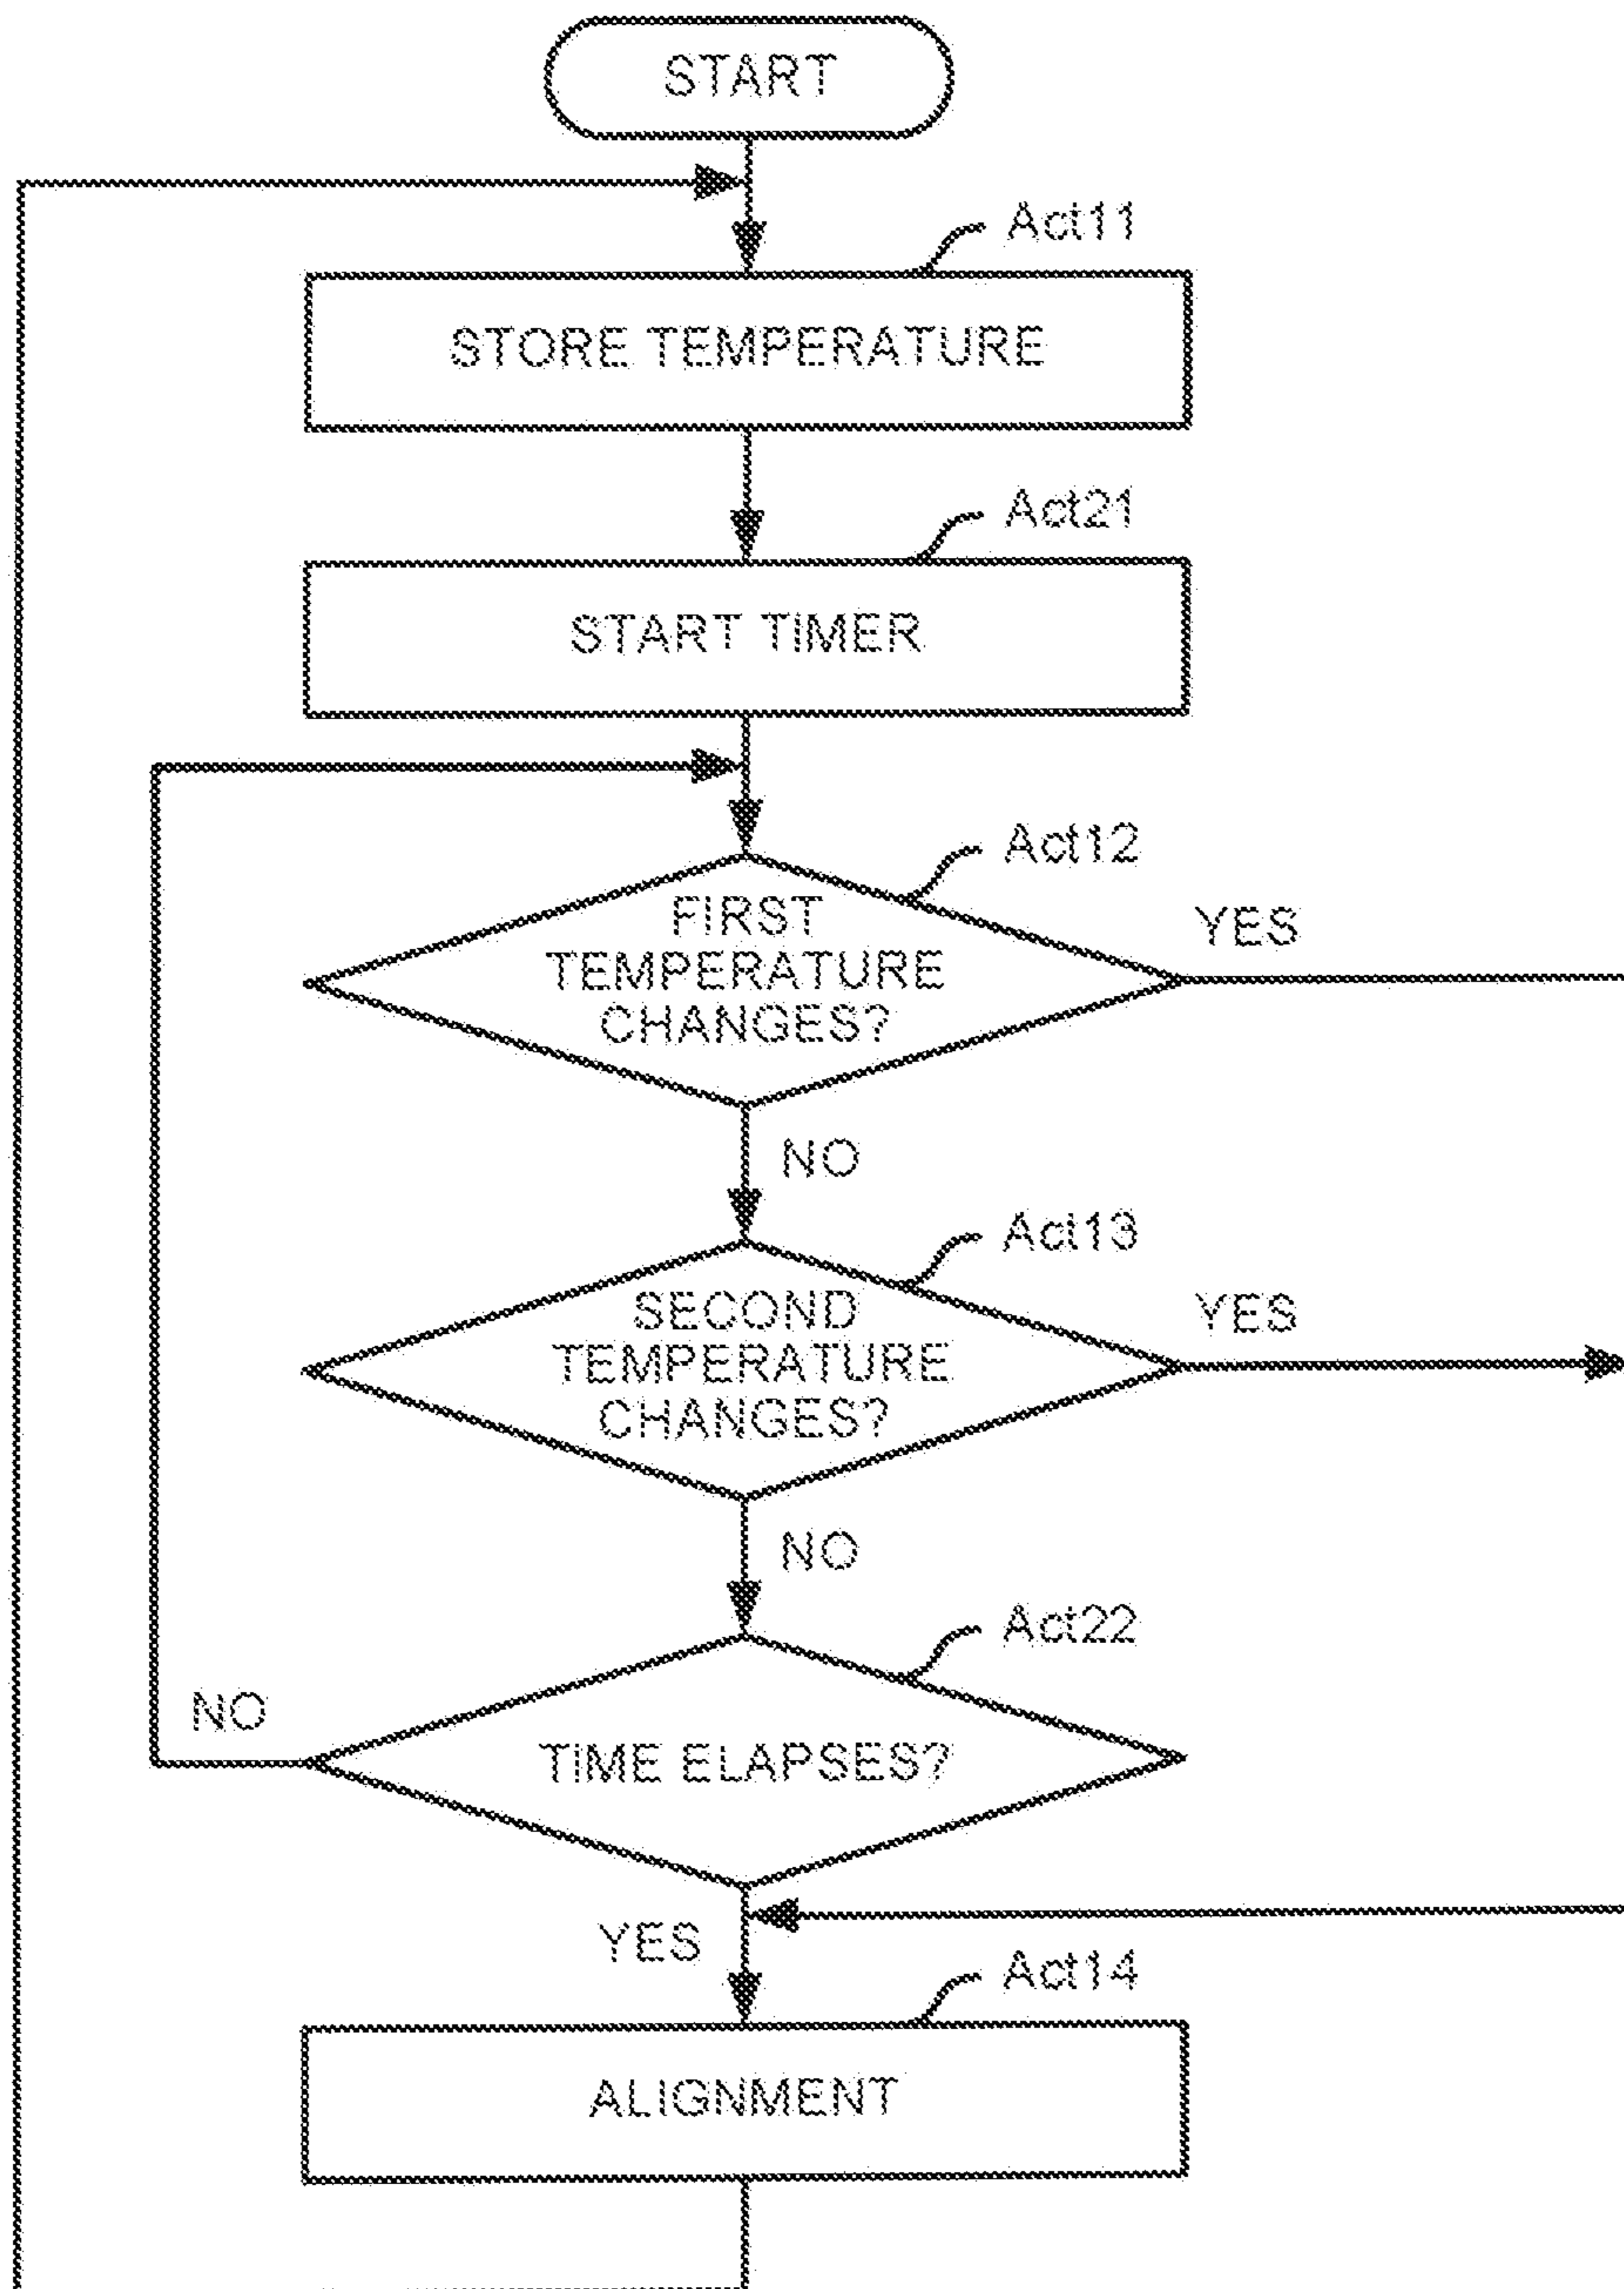 START
Act11
STORE TEMPERATURE
Act21
START TIMER
Act12
FIRST
TEMPERATURE
CHANGES?
YES
NO
Act13
SECOND
TEMPERATURE
CHANGES?
YES
NO
Act22
TIME ELAPSES?
NO
YES
Act14
ALIGNMENT